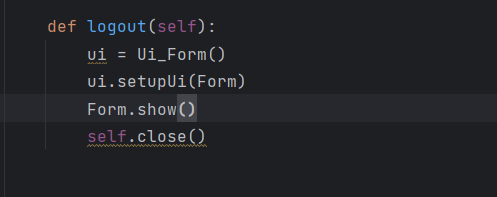 def logout(self):
    ui = Ui_Form()
    ui.setupUi(Form)
    Form.show()
    self.close()